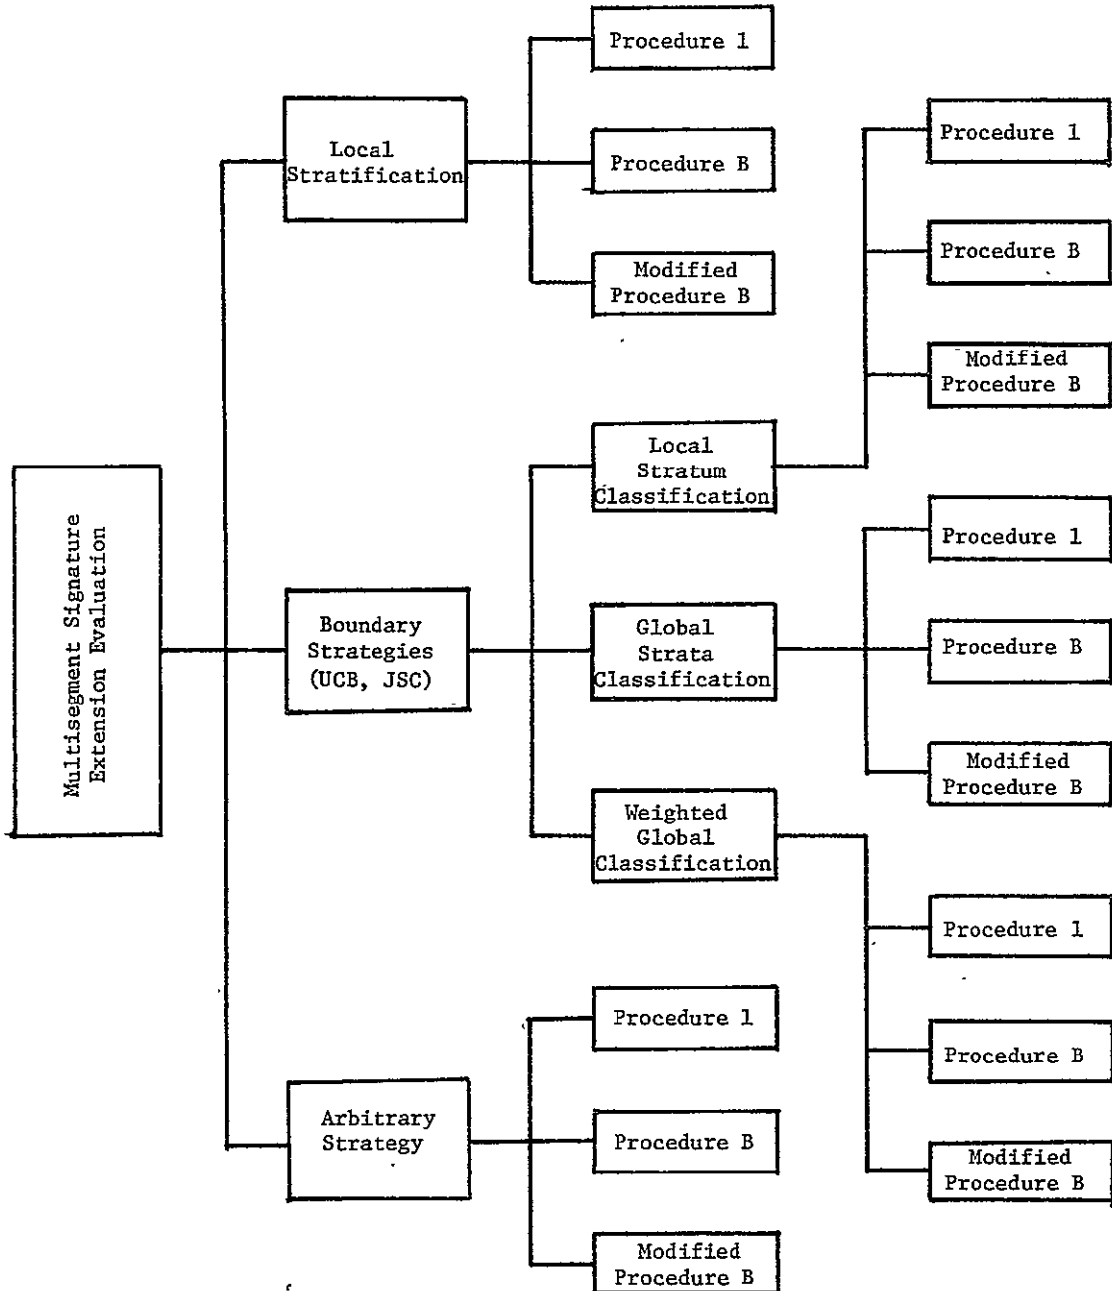 Multisegment Signature
Extension Evaluation
Local
Stratification
Procedure 1
Procedure B
Modified
Procedure B
Boundary
Strategies
(UCB, JSC)
Local
Stratum
Classification
Procedure 1
Procedure B
Modified
Procedure B
Global
Strata
Classification
Procedure 1
Procedure B
Modified
Procedure B
Weighted
Global
Classification
Procedure 1
Procedure B
Modified
Procedure B
Arbitrary
Strategy
Procedure 1
Procedure B
Modified
Procedure B